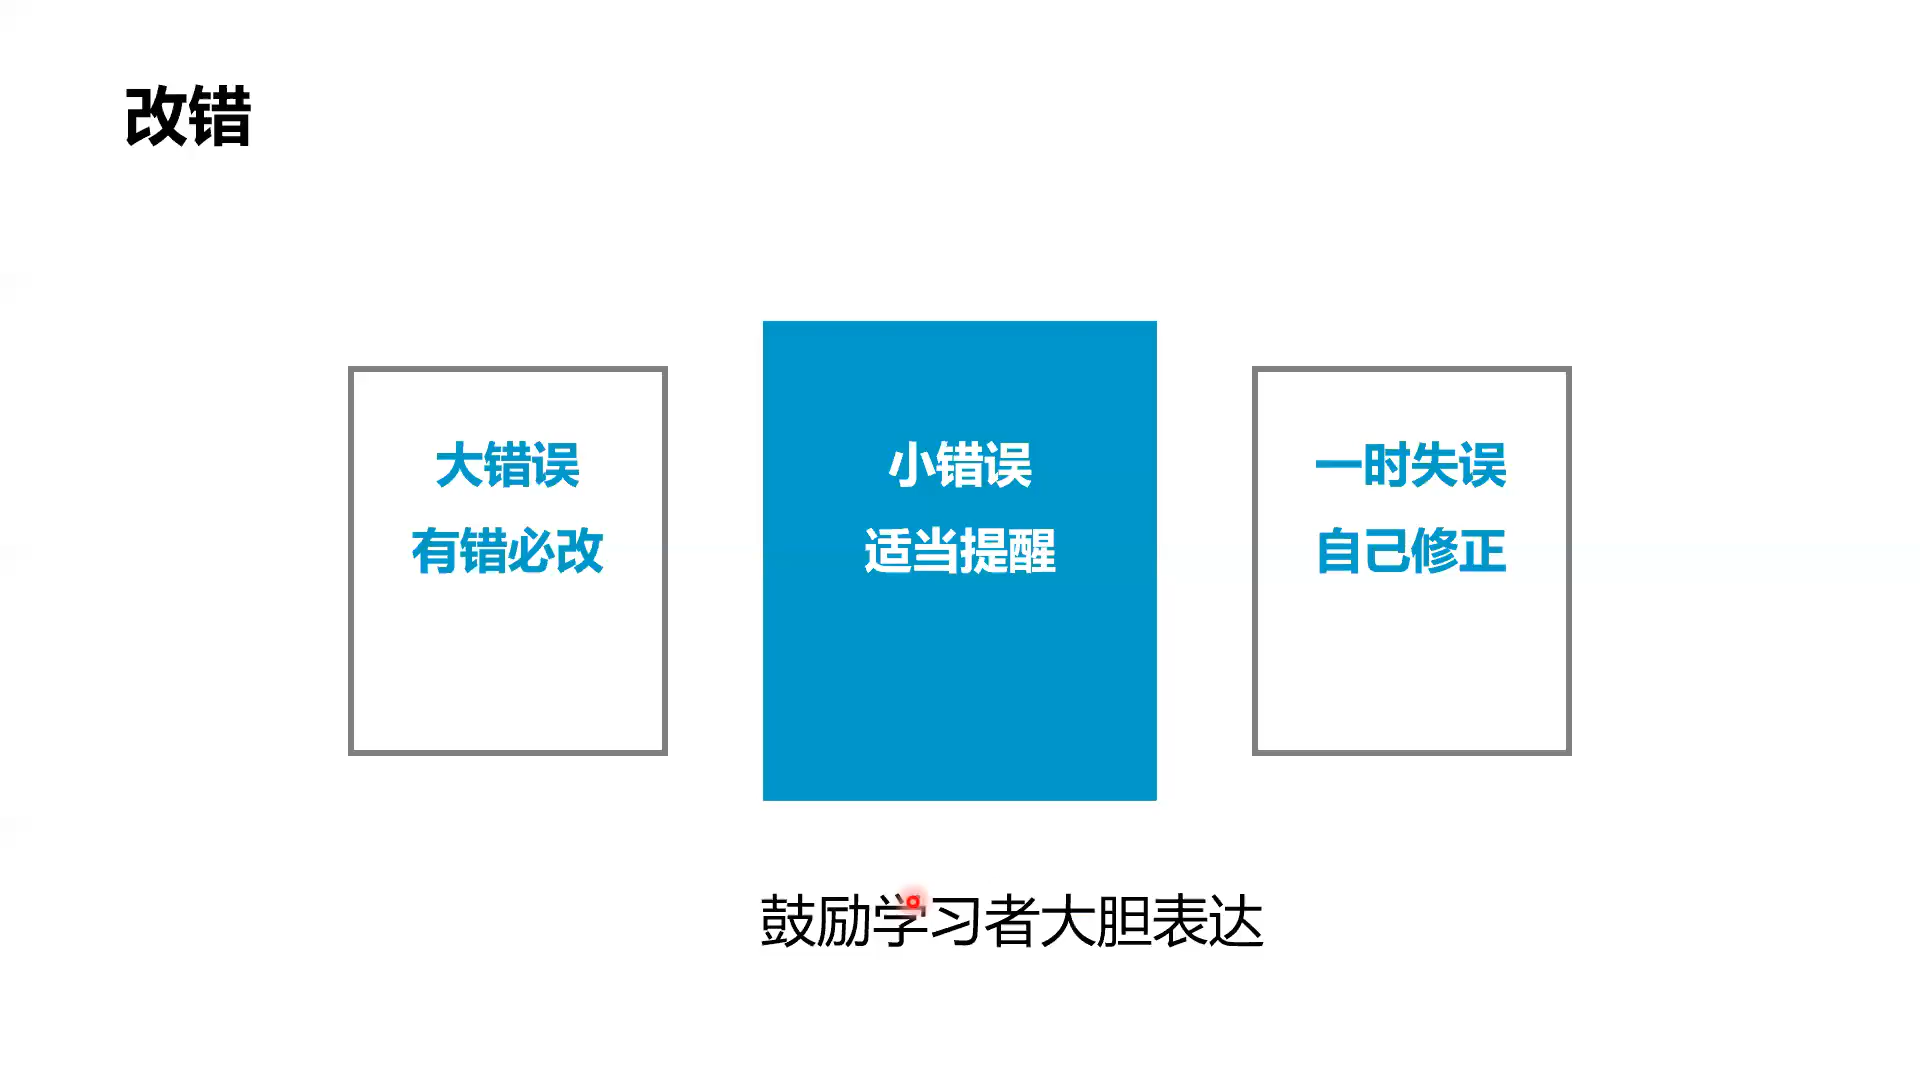 改错
大错误
有错必改
小错误
适当提醒
一时失误
自己修正
鼓励学习者大胆表达